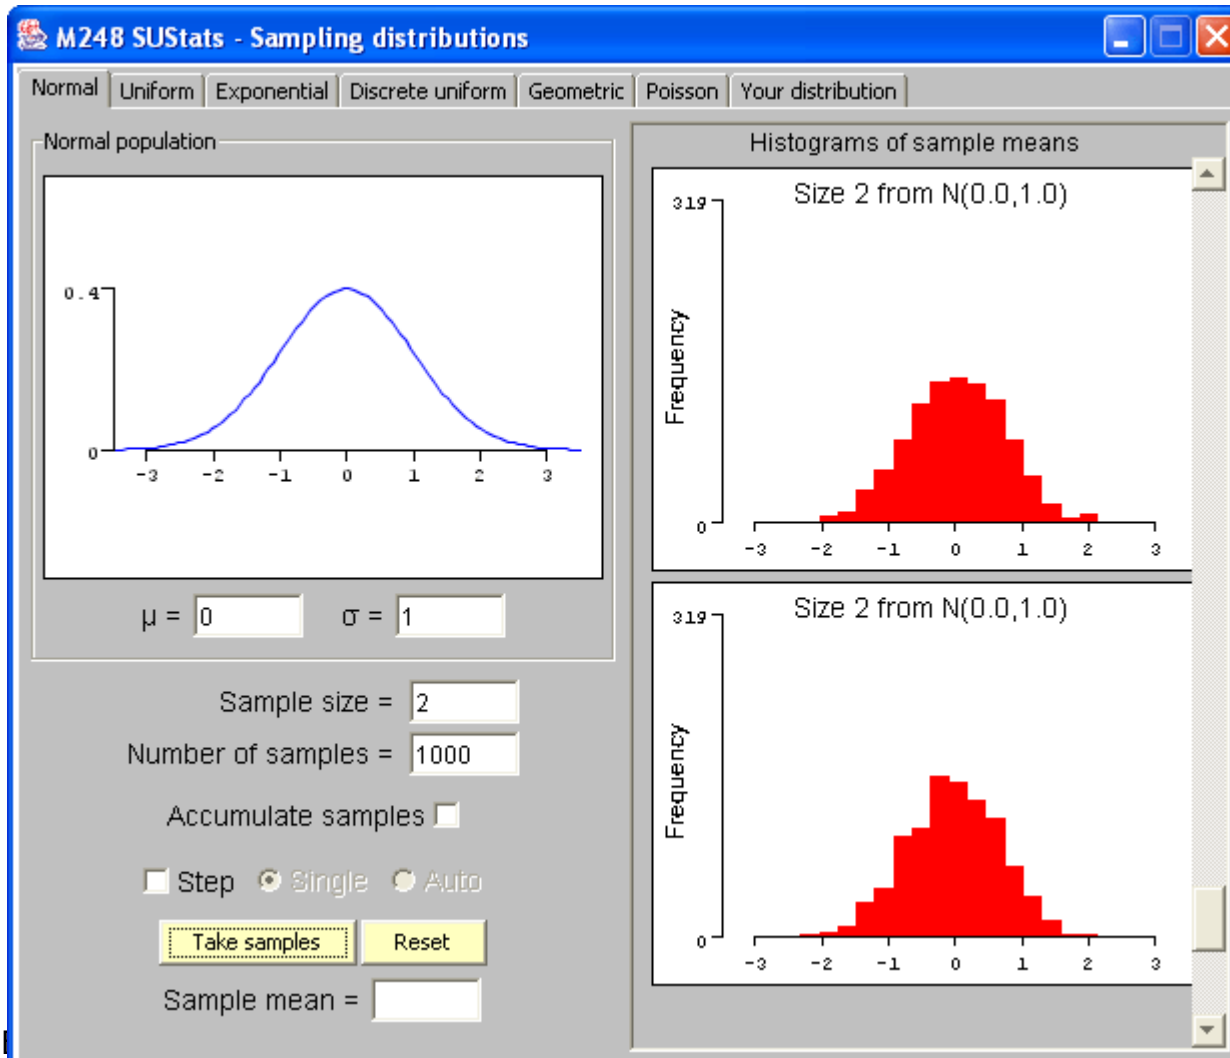 M248 SUStats - Sampling distributions
Normal Uniform Exponential Discrete uniform Geometric Poisson Your distribution
Normal population
0.4
0
-3 -2 -1 0 1 2 3
μ = 0 σ = 1
Sample size = 2
Number of samples = 1000
Accumulate samples
Step Single Auto
Take samples Reset
Sample mean =
Histograms of sample means
Size 2 from N(0.0,1.0)
319
Frequency
0
-3 -2 -1 0 1 2 3
Size 2 from N(0.0,1.0)
319
Frequency
0
-3 -2 -1 0 1 2 3